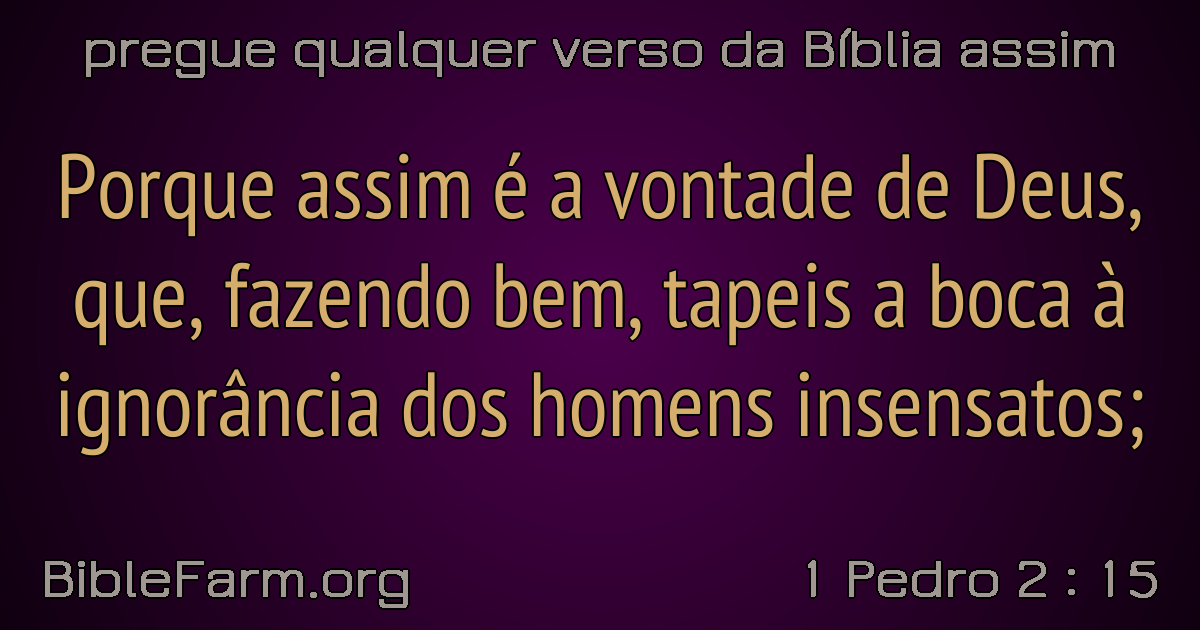 pregue qualquer verso da Bíblia assim
Porque assim é a vontade de Deus,
que, fazendo bem, tapeis a boca à
ignorância dos homens insensatos;
BibleFarm.org
1 Pedro 2 : 15